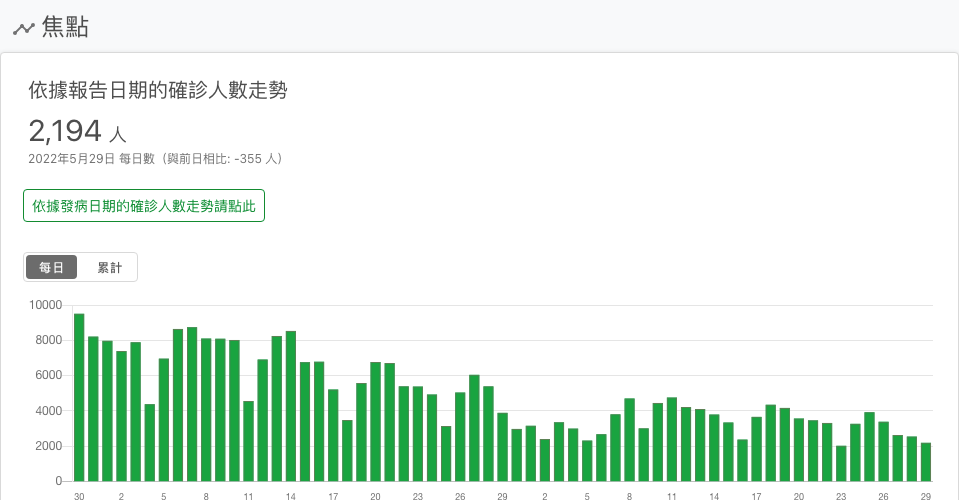 焦點
依據報告日期的確診人數走勢
2,194 人
2022年5月29日 每日數（與前日相比: -355 人）
依據發病日期的確診人數走勢請點此
每日 累計
10000
8000
6000
4000
2000
0
30 2 5 8 11 14 17 20 23 26 29 2 5 8 11 14 17 20 23 26 29